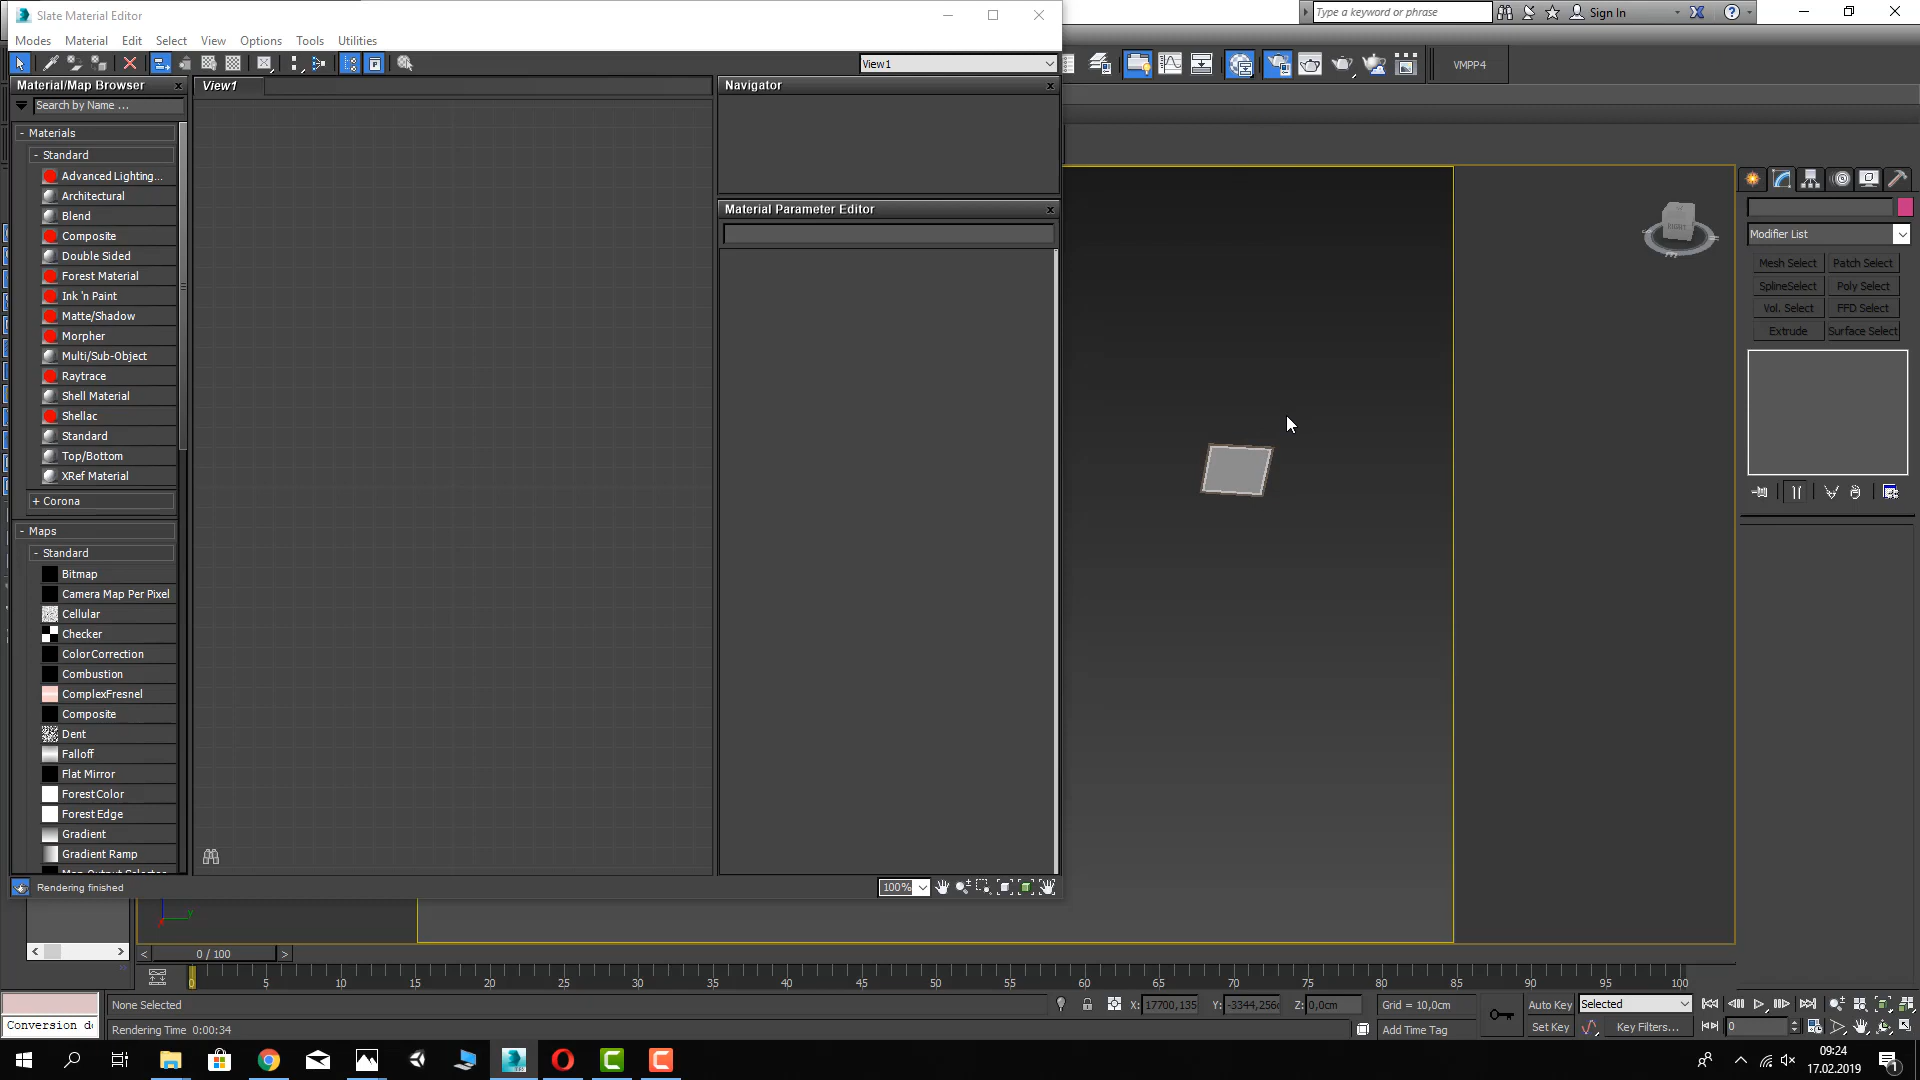 Slate Material Editor
Type a keyword or phrase
Sign In
Modes Material Edit Select View Options Tools Utilities
View1
VMPP4
Material/Map Browser
View1
Navigator
Search by Name ...
- Materials
- Standard
Advanced Lighting...
Architectural
Blend
Composite
Double Sided
Forest Material
Ink 'n Paint
Matte/Shadow
Morpher
Multi/Sub-Object
Raytrace
Shell Material
Shellac
Standard
Top/Bottom
XRef Material
+ Corona
- Maps
- Standard
Bitmap
Camera Map Per Pixel
Cellular
Checker
ColorCorrection
Combustion
ComplexFresnel
Composite
Dent
Falloff
Flat Mirror
ForestColor
Forest Edge
Gradient
Gradient Ramp
Material Parameter Editor
RIGHT
Modifier List
Mesh Select Patch Select
SplineSelect Poly Select
Vol. Select FFD Select
Extrude Surface Select
Rendering finished
100%
< 0 / 100 >
0 5 10 15 20 25 30 35 40 45 50 55 60 65 70 75 80 85 90 95 100
None Selected
X: 17700,135 Y: -3344,256 Z: 0,0cm Grid = 10,0cm
Auto Key Selected
Conversion d
Rendering Time 0:00:34
Add Time Tag
Set Key Key Filters...
0
09:24
17.02.2019
1